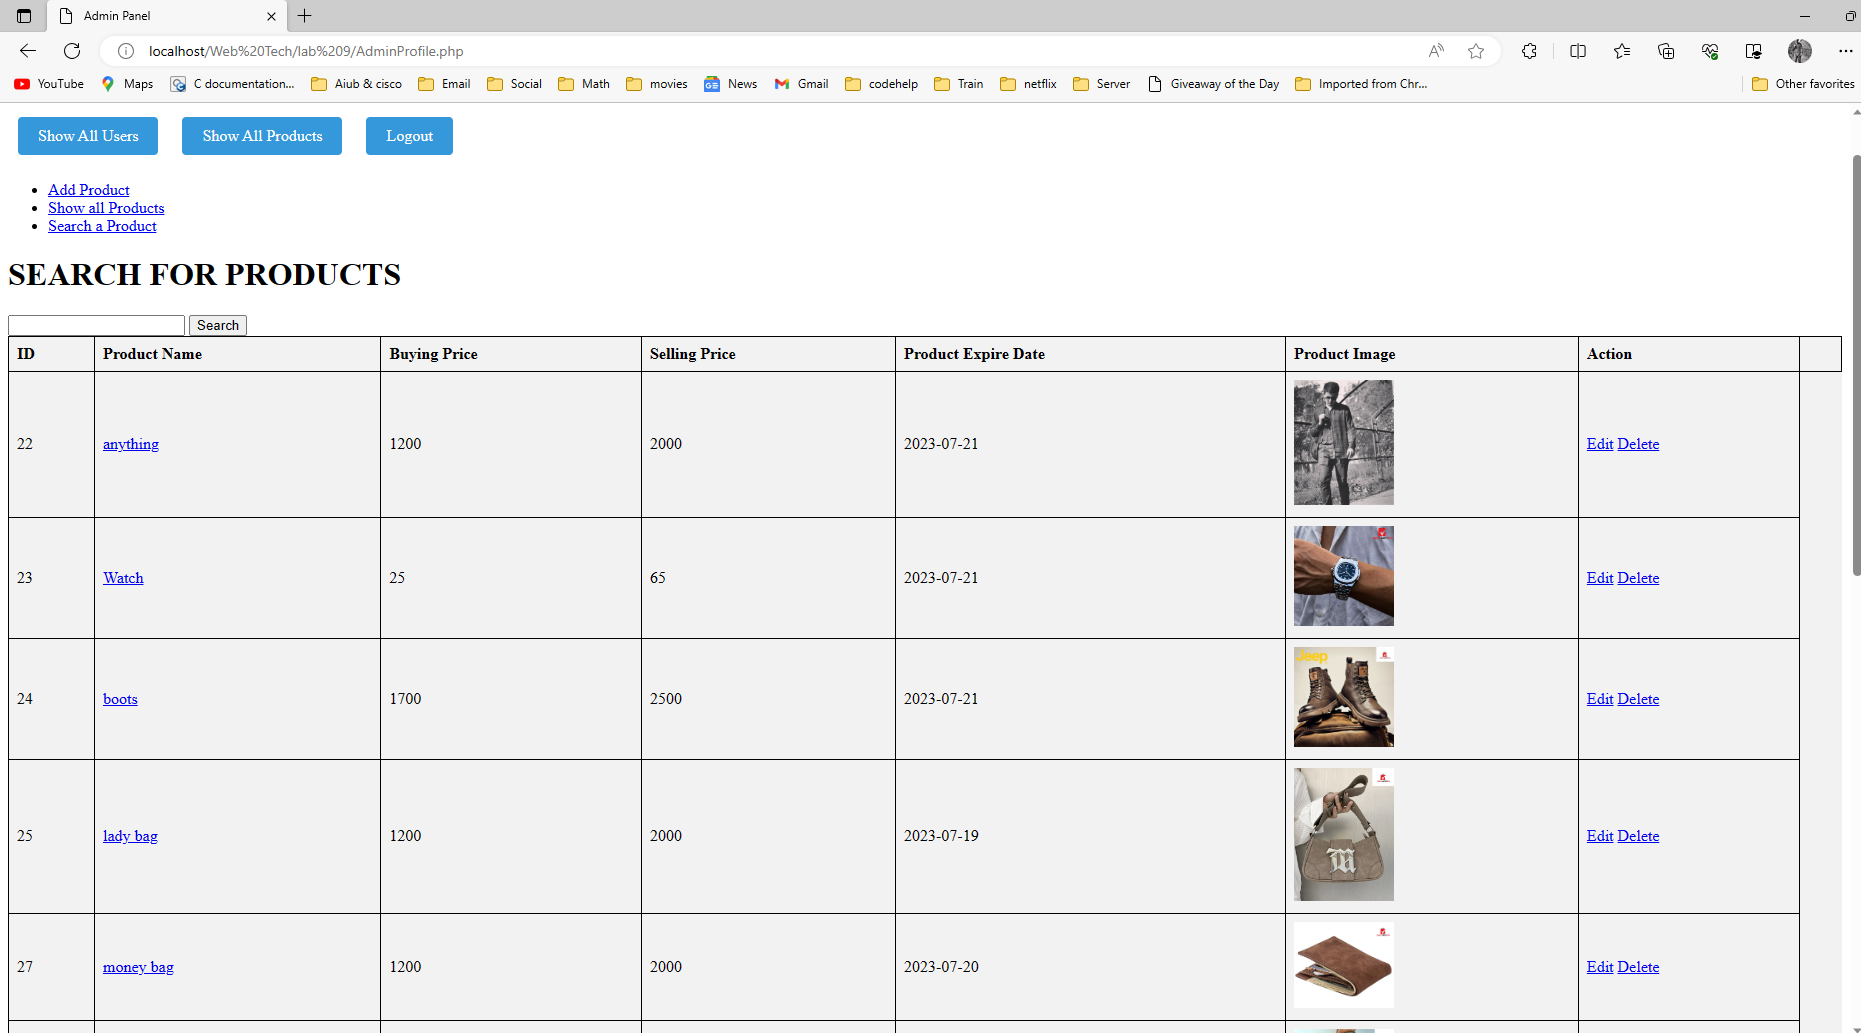 Admin Panel
localhost/Web%20Tech/lab%209/AdminProfile.php
YouTube Maps C documentation... Aiub & cisco Email Social Math movies News Gmail codehelp Train netflix Server Giveaway of the Day Imported from Chr... Other favorites
Show All Users Show All Products Logout
Add Product
Show all Products
Search a Product
SEARCH FOR PRODUCTS
Search
ID Product Name Buying Price Selling Price Product Expire Date Product Image Action
22 anything 1200 2000 2023-07-21 Edit Delete
23 Watch 25 65 2023-07-21 Edit Delete
Jeep
24 boots 1700 2500 2023-07-21 Edit Delete
25 lady bag 1200 2000 2023-07-19 Edit Delete
27 money bag 1200 2000 2023-07-20 Edit Delete